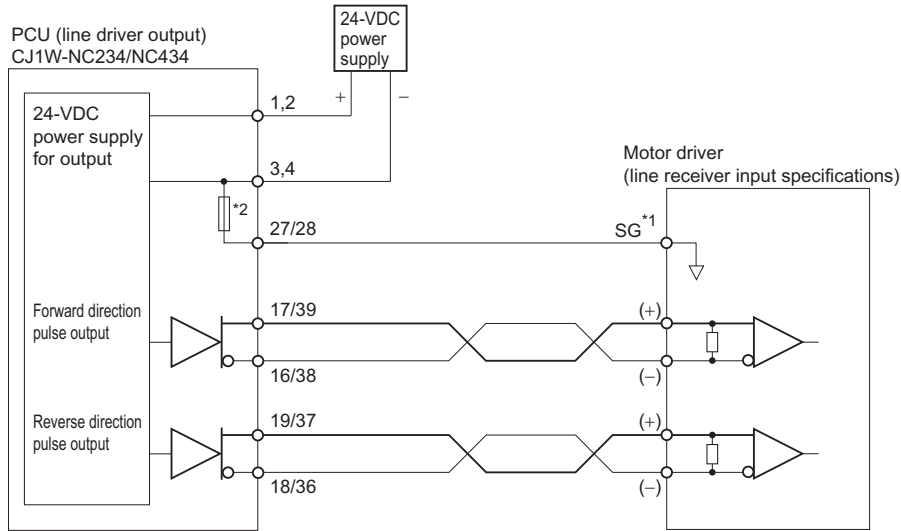 PCU (line driver output)
CJ1W-NC234/NC434
24-VDC
power
supply
+
−
1,2
24-VDC
power supply
for output
3,4
*2
27/28
Motor driver
(line receiver input specifications)
SG*1
Forward direction
pulse output
17/39
(+)
16/38
(−)
Reverse direction
pulse output
19/37
(+)
18/36
(−)